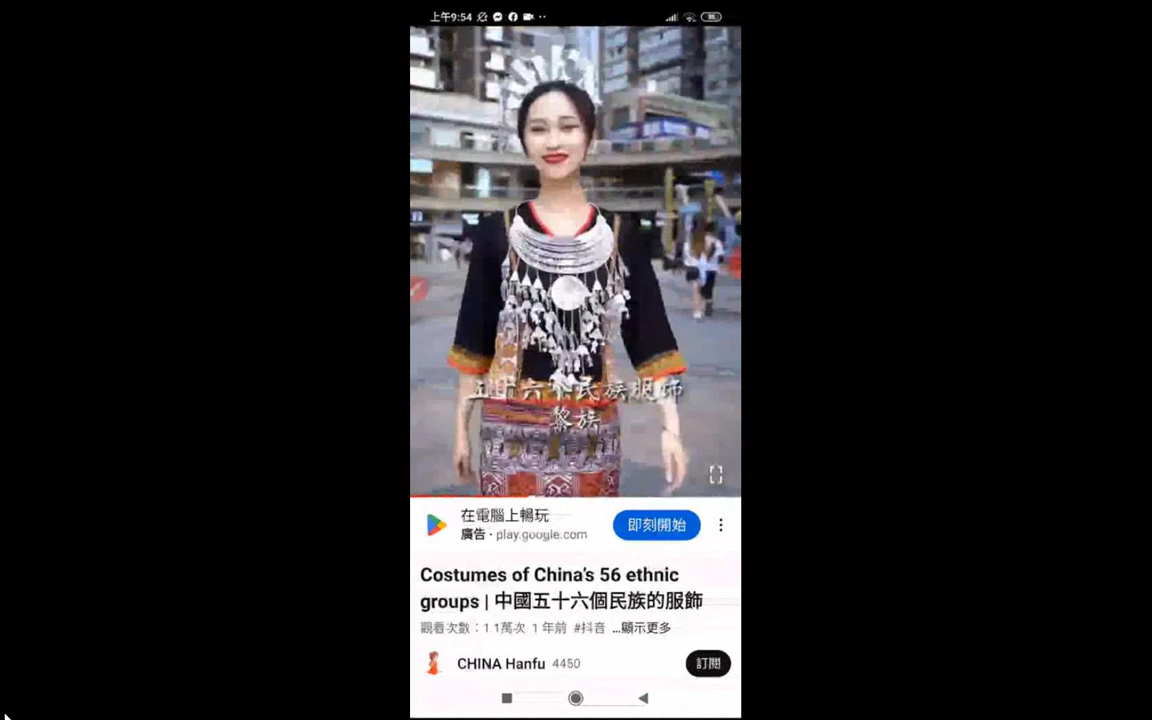 上午9:54
五十六个民族服饰
黎族
在電腦上暢玩
廣告 · play.google.com
即刻開始
Costumes of China's 56 ethnic
groups | 中國五十六個民族的服飾
觀看次數：1.1萬次 1 年前 #抖音 ...顯示更多
CHINA Hanfu 4450
訂閱